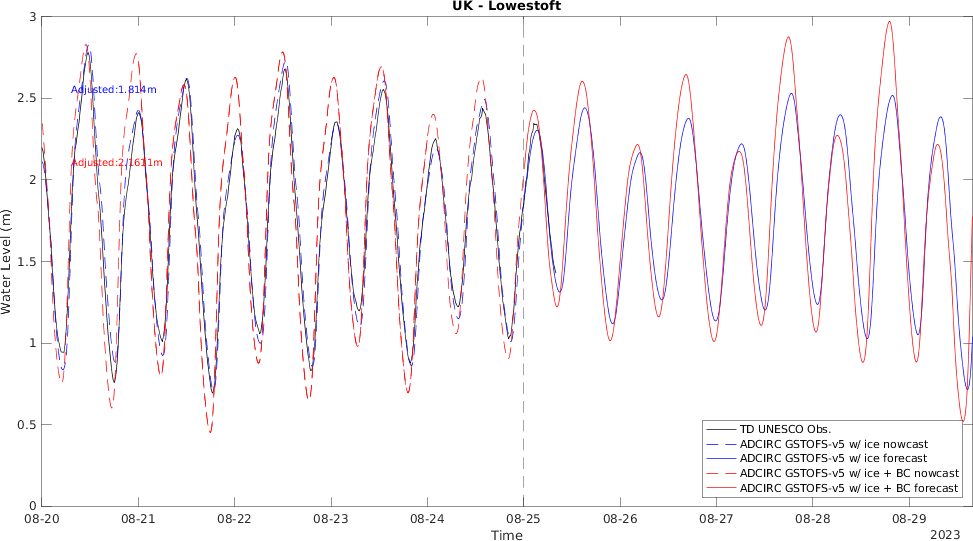 UK - Lowestoft
3
2.5
2
1.5
1
0.5
0
Water Level (m)
Adjusted:1.814m
Adjusted:2.1611m
TD UNESCO Obs.
ADCIRC GSTOFS-v5 w/ ice nowcast
ADCIRC GSTOFS-v5 w/ ice forecast
ADCIRC GSTOFS-v5 w/ ice + BC nowcast
ADCIRC GSTOFS-v5 w/ ice + BC forecast
08-20 08-21 08-22 08-23 08-24 08-25 08-26 08-27 08-28 08-29
Time
2023